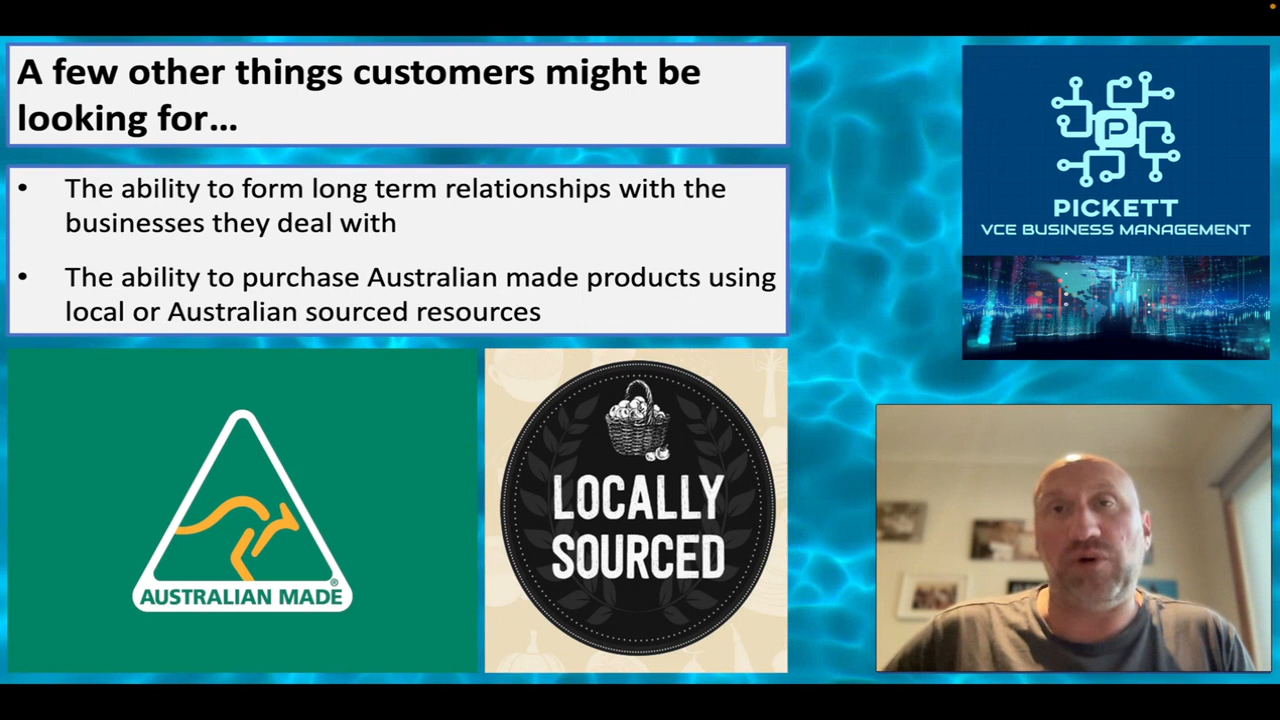 A few other things customers might be
looking for...
• The ability to form long term relationships with the
businesses they deal with
• The ability to purchase Australian made products using
local or Australian sourced resources
AUSTRALIAN MADE
®
LOCALLY
SOURCED
P
PICKETT
VCE BUSINESS MANAGEMENT